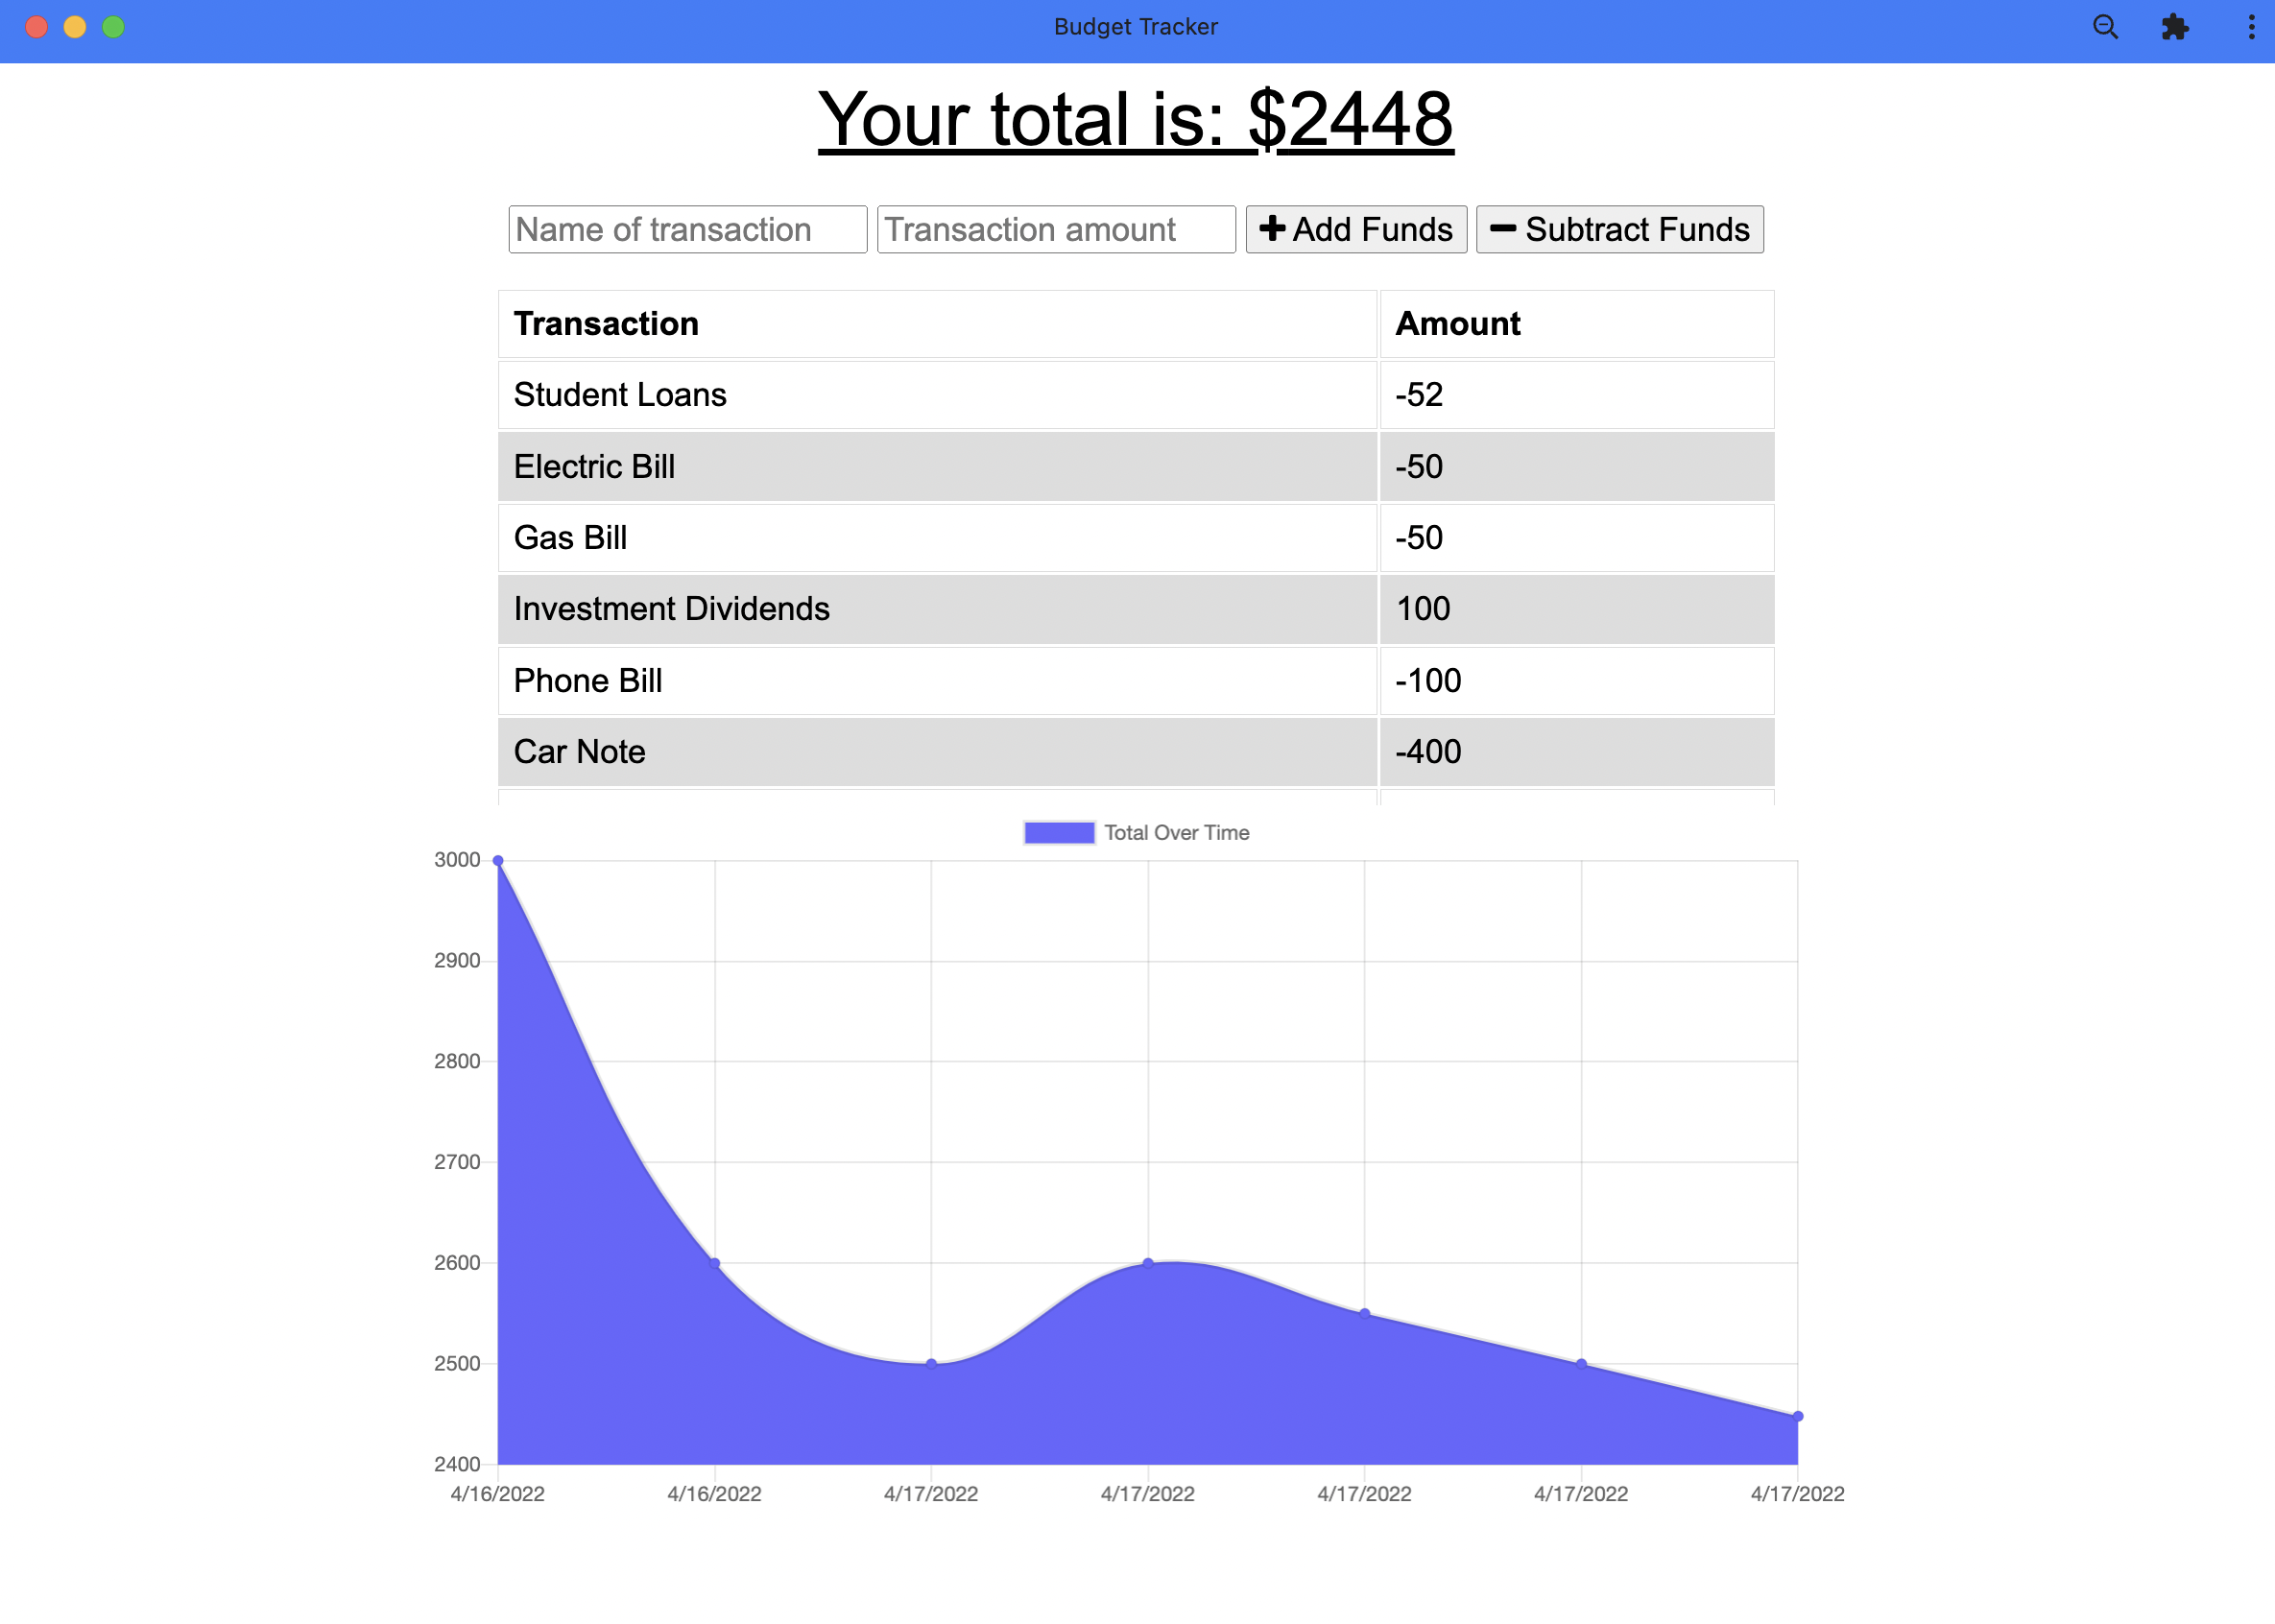 Budget Tracker
Your total is: $2448
Name of transaction Transaction amount Add Funds Subtract Funds
Transaction Amount
Student Loans -52
Electric Bill -50
Gas Bill -50
Investment Dividends 100
Phone Bill -100
Car Note -400
Total Over Time
3000
2900
2800
2700
2600
2500
2400
4/16/2022 4/16/2022 4/17/2022 4/17/2022 4/17/2022 4/17/2022 4/17/2022